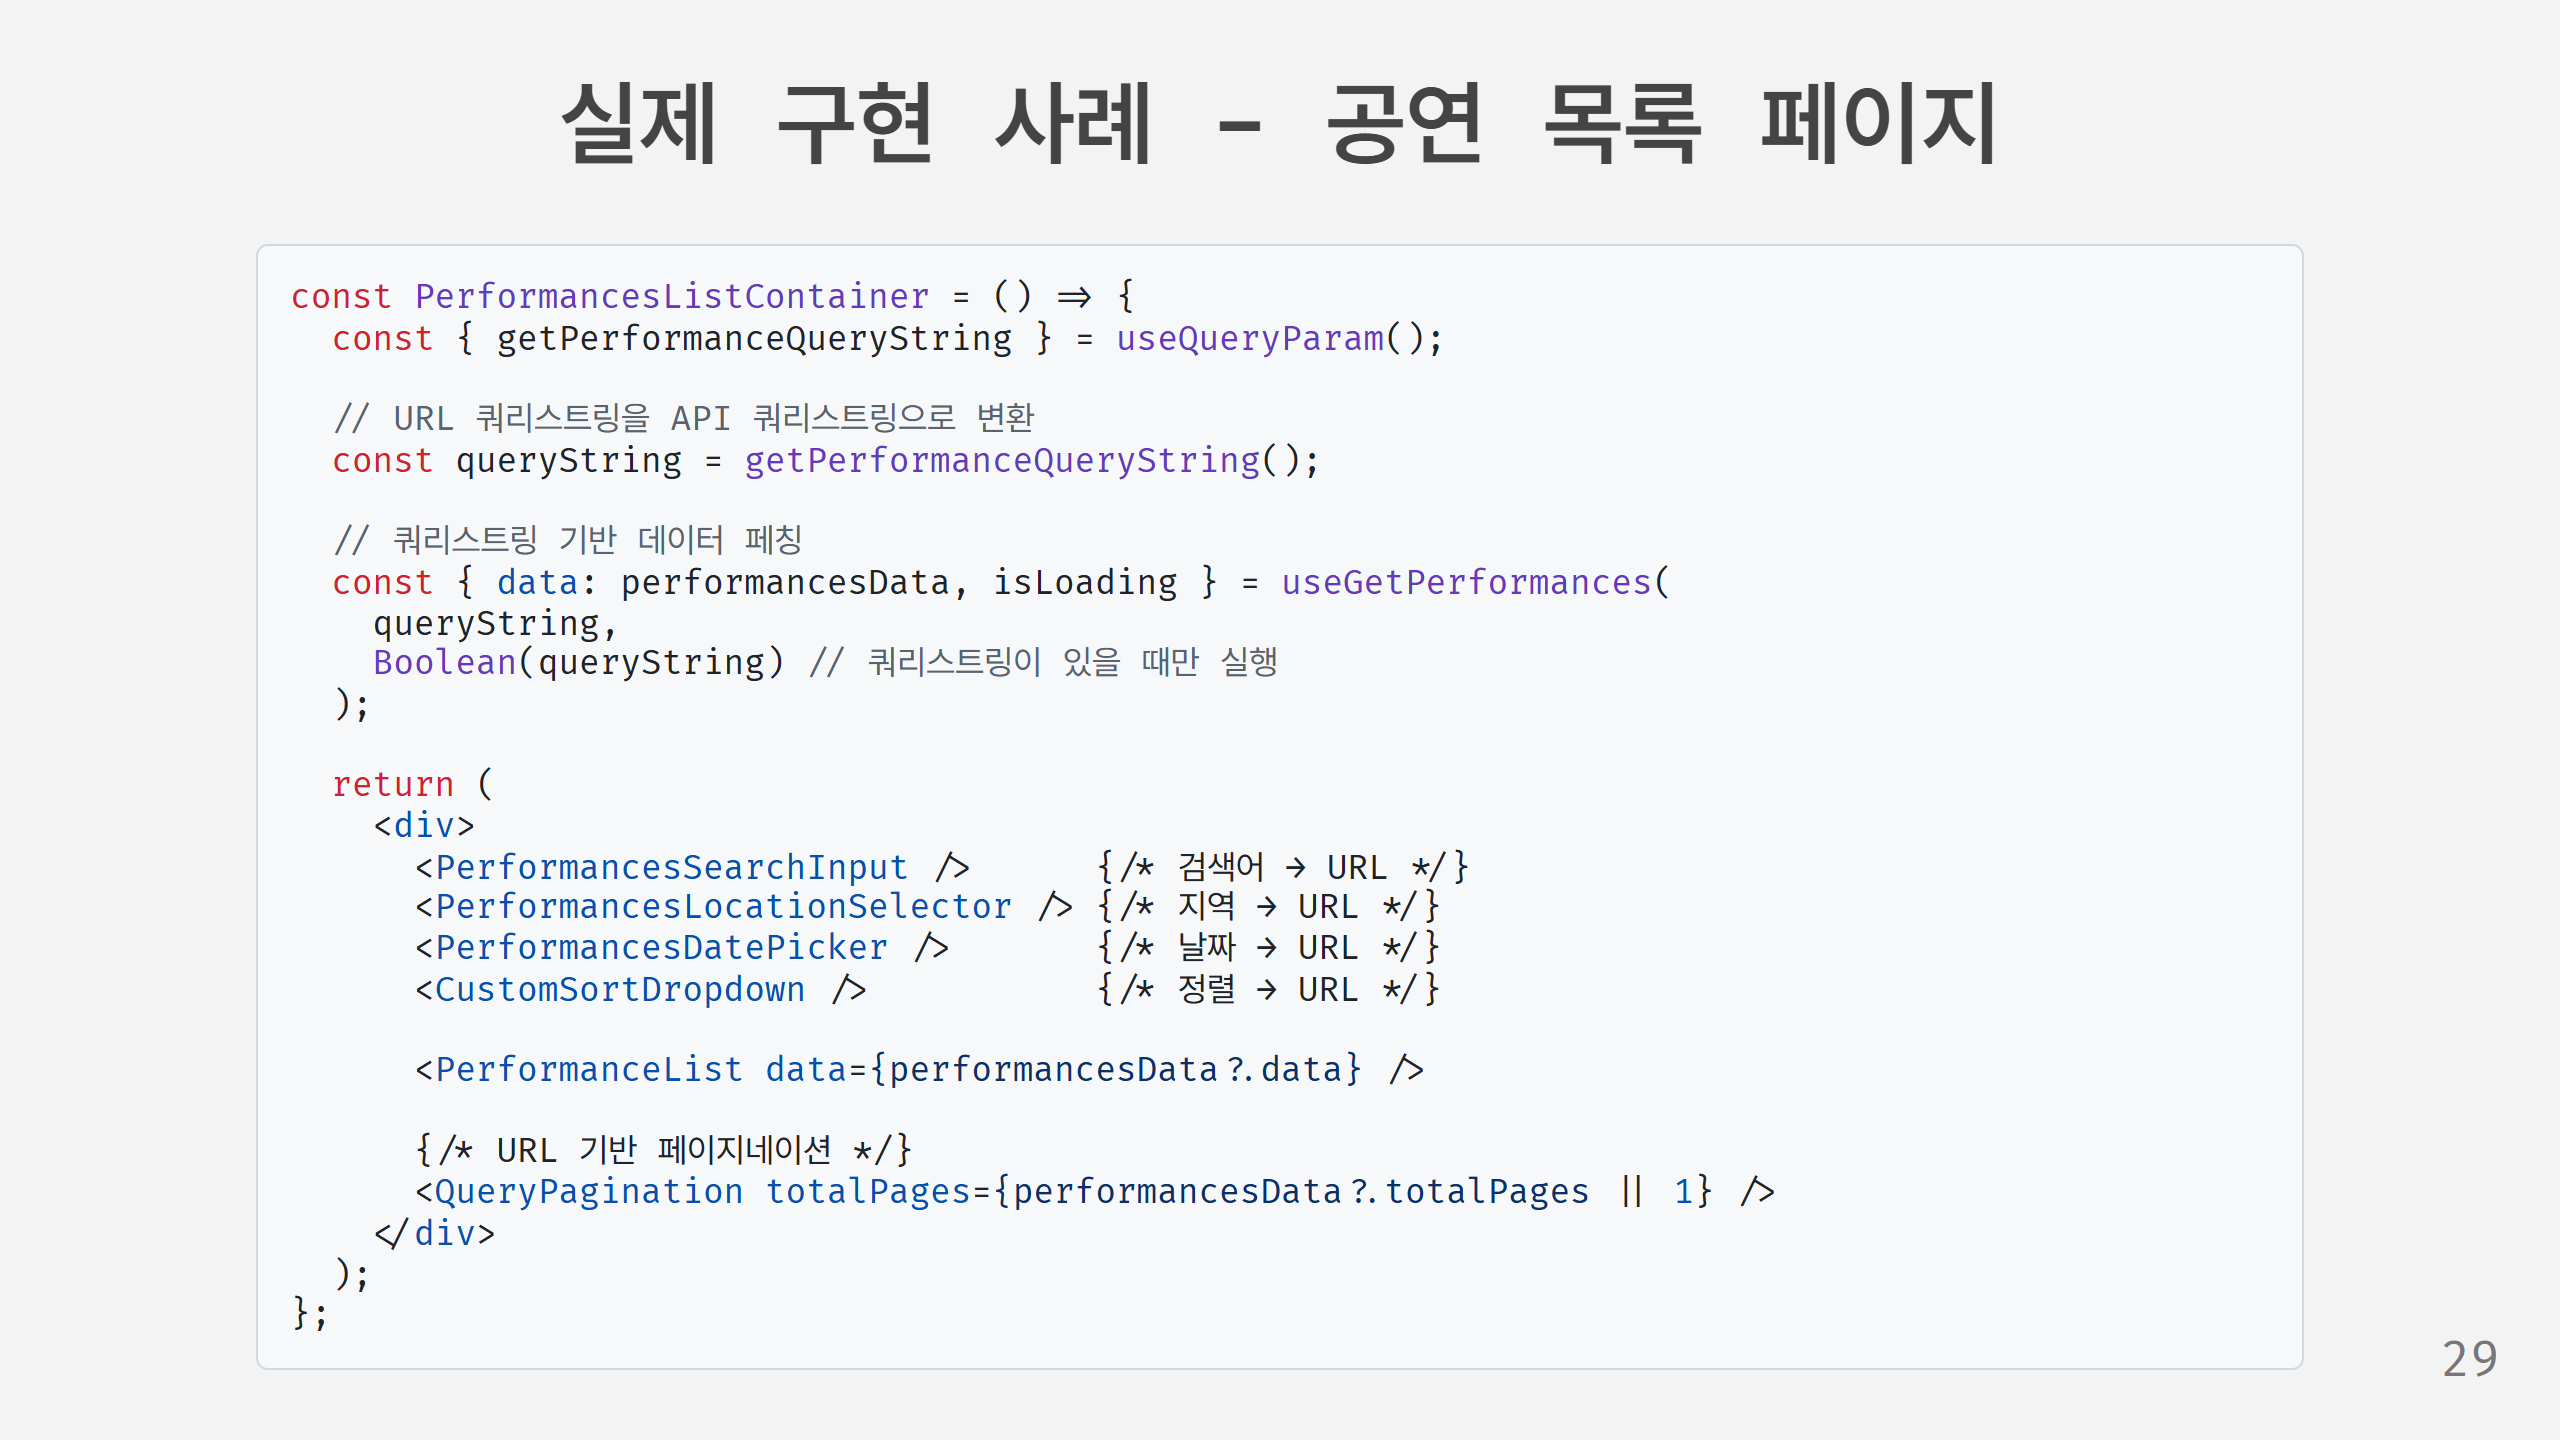 실제 구현 사례 - 공연 목록 페이지
const PerformancesListContainer = () => {
  const { getPerformanceQueryString } = useQueryParam();

  // URL 쿼리스트링을 API 쿼리스트링으로 변환
  const queryString = getPerformanceQueryString();

  // 쿼리스트링 기반 데이터 페칭
  const { data: performancesData, isLoading } = useGetPerformances(
    queryString,
    Boolean(queryString) // 쿼리스트링이 있을 때만 실행
  );

  return (
    <div>
      <PerformancesSearchInput />      {/* 검색어 → URL */}
      <PerformancesLocationSelector /> {/* 지역 → URL */}
      <PerformancesDatePicker />       {/* 날짜 → URL */}
      <CustomSortDropdown />           {/* 정렬 → URL */}

      <PerformanceList data={performancesData?.data} />

      {/* URL 기반 페이지네이션 */}
      <QueryPagination totalPages={performancesData?.totalPages || 1} />
    </div>
  );
};
29